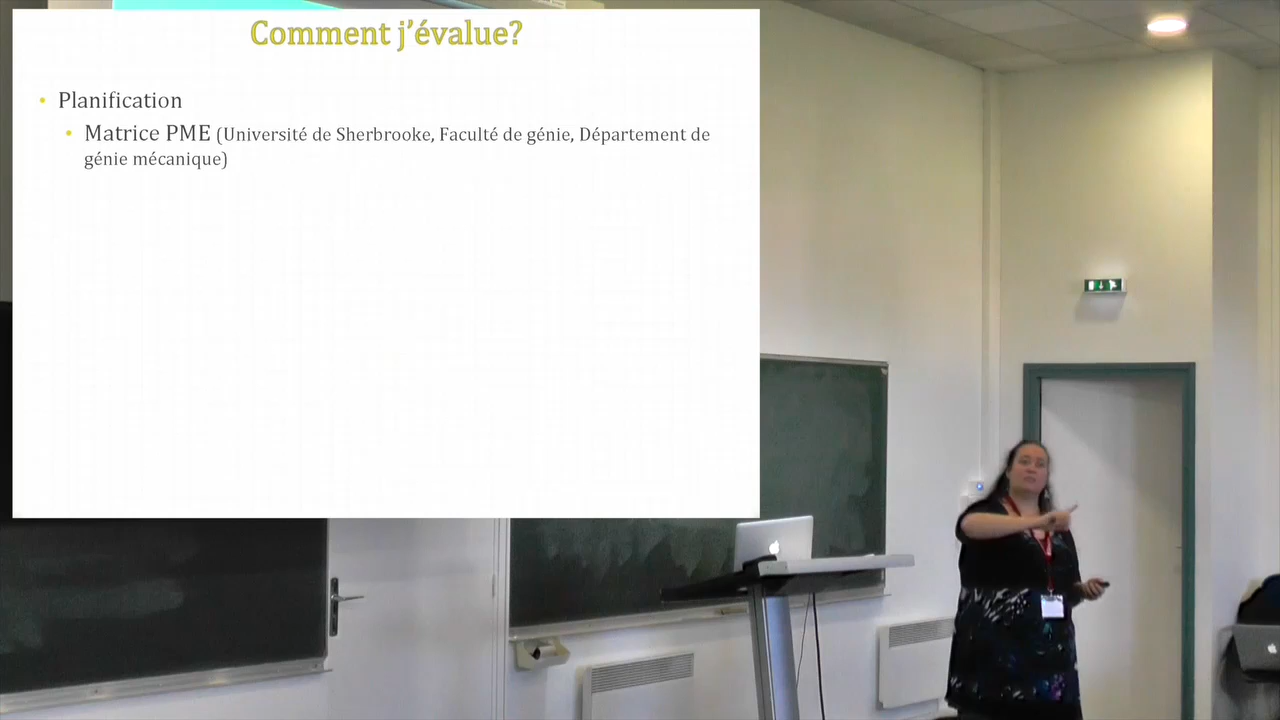 Comment j’évalue?
• Planification
• Matrice PME (Université de Sherbrooke, Faculté de génie, Département de
génie mécanique)